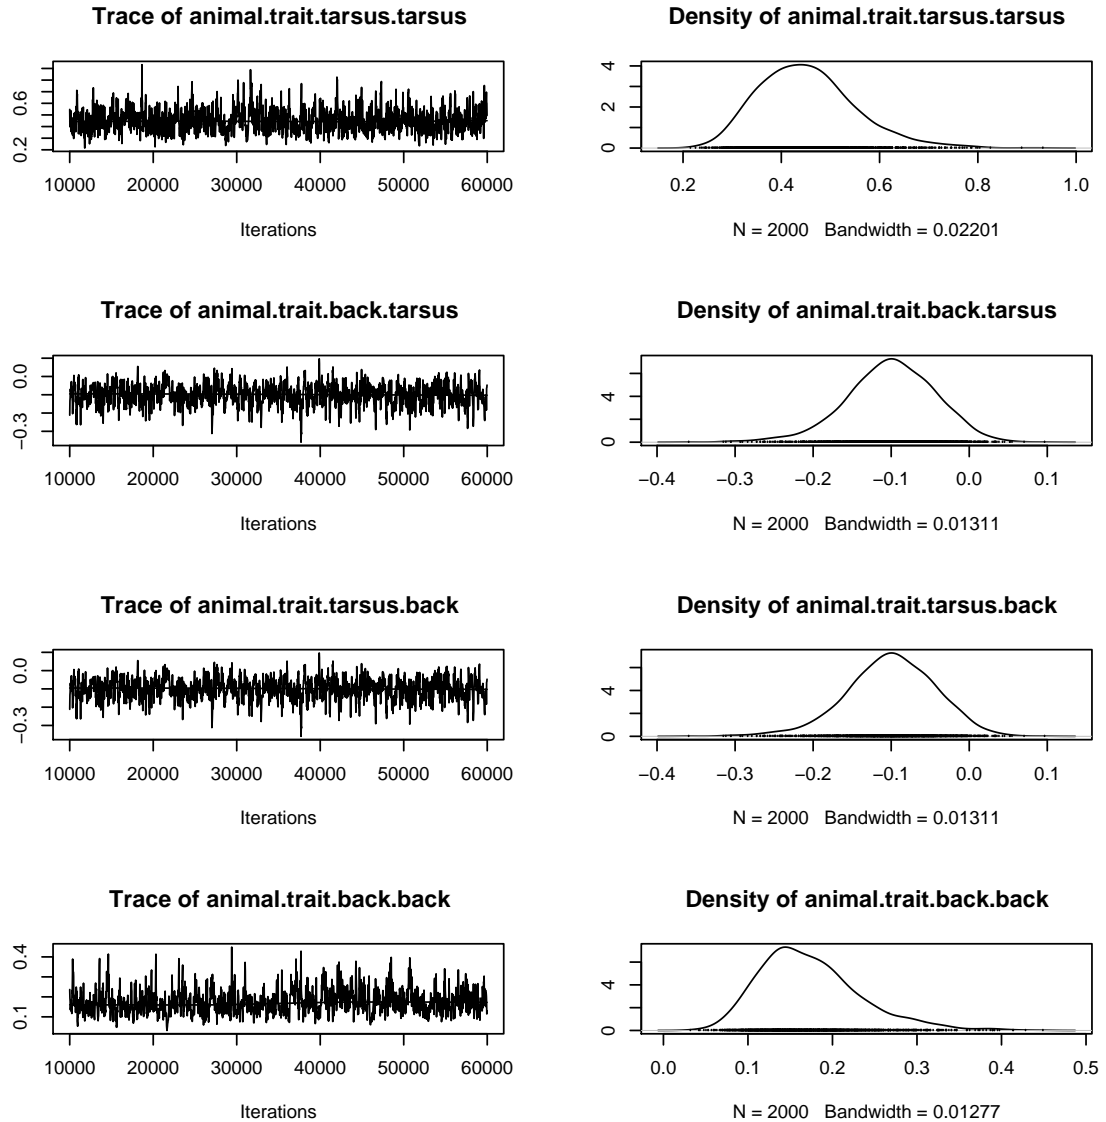 Trace of animal.trait.tarsus.tarsus
0.2 0.6
10000 20000 30000 40000 50000 60000
Iterations
Density of animal.trait.tarsus.tarsus
0 2 4
0.2 0.4 0.6 0.8 1.0
N = 2000 Bandwidth = 0.02201
Trace of animal.trait.back.tarsus
−0.3 0.0
10000 20000 30000 40000 50000 60000
Iterations
Density of animal.trait.back.tarsus
0 4
−0.4 −0.3 −0.2 −0.1 0.0 0.1
N = 2000 Bandwidth = 0.01311
Trace of animal.trait.tarsus.back
−0.3 0.0
10000 20000 30000 40000 50000 60000
Iterations
Density of animal.trait.tarsus.back
0 4
−0.4 −0.3 −0.2 −0.1 0.0 0.1
N = 2000 Bandwidth = 0.01311
Trace of animal.trait.back.back
0.1 0.4
10000 20000 30000 40000 50000 60000
Iterations
Density of animal.trait.back.back
0 4
0.0 0.1 0.2 0.3 0.4 0.5
N = 2000 Bandwidth = 0.01277